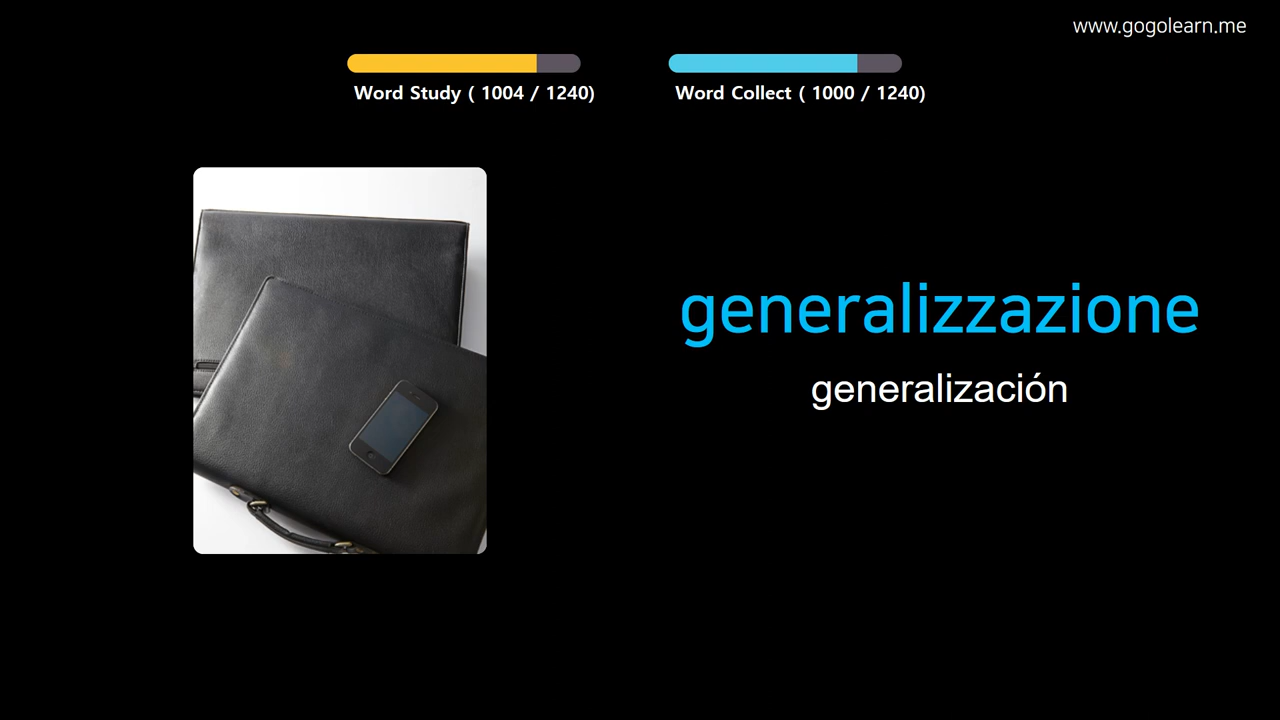 www.gogolearn.me
Word Study ( 1004 / 1240)
Word Collect ( 1000 / 1240)
generalizzazione
generalización